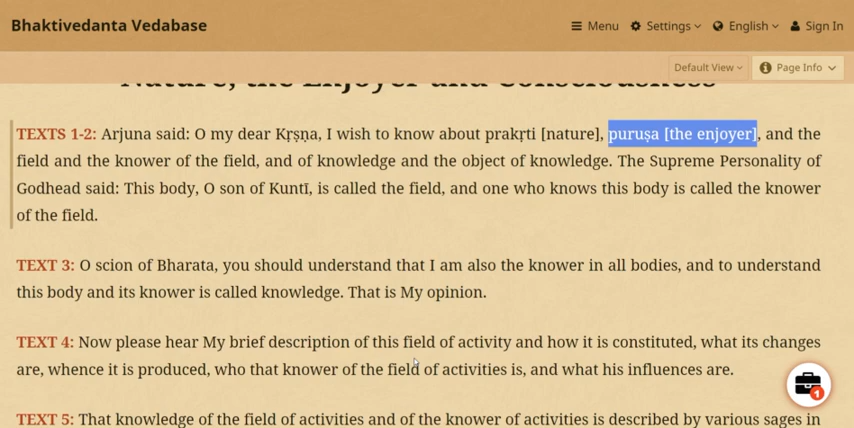 Bhaktivedanta Vedabase
Menu Settings English Sign In
Default View Page Info
Nature, the Enjoyer and Consciousness
TEXTS 1-2: Arjuna said: O my dear Kṛṣṇa, I wish to know about prakṛti [nature], puruṣa [the enjoyer], and the
field and the knower of the field, and of knowledge and the object of knowledge. The Supreme Personality of
Godhead said: This body, O son of Kuntī, is called the field, and one who knows this body is called the knower
of the field.
TEXT 3: O scion of Bharata, you should understand that I am also the knower in all bodies, and to understand
this body and its knower is called knowledge. That is My opinion.
TEXT 4: Now please hear My brief description of this field of activity and how it is constituted, what its changes
are, whence it is produced, who that knower of the field of activities is, and what his influences are.
1
TEXT 5: That knowledge of the field of activities and of the knower of activities is described by various sages in